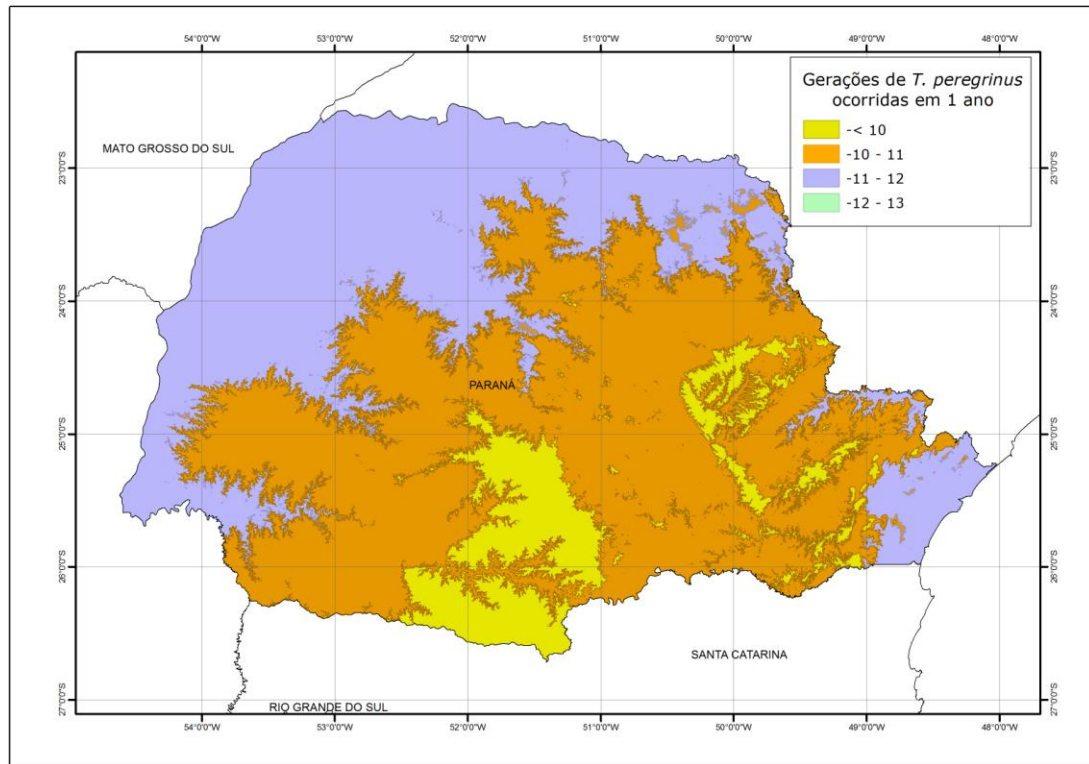 54°0'0"W 53°0'0"W 52°0'0"W 51°0'0"W 50°0'0"W 49°0'0"W 48°0'0"W
Gerações de T. peregrinus
ocorridas em 1 ano
-< 10
-10 - 11
-11 - 12
-12 - 13
MATO GROSSO DO SUL
23°0'0"S 23°0'0"S
24°0'0"S 24°0'0"S
PARANÁ
25°0'0"S 25°0'0"S
26°0'0"S 26°0'0"S
SANTA CATARINA
27°0'0"S 27°0'0"S
RIO GRANDE DO SUL
54°0'0"W 53°0'0"W 52°0'0"W 51°0'0"W 50°0'0"W 49°0'0"W 48°0'0"W